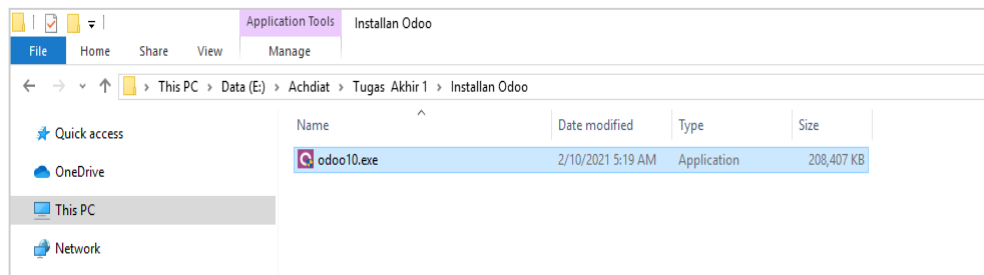 Application Tools Installan Odoo
File Home Share View Manage
This PC > Data (E:) > Achdiat > Tugas Akhir 1 > Installan Odoo
Name Date modified Type Size
Quick access
odoo10.exe 2/10/2021 5:19 AM Application 208,407 KB
OneDrive
This PC
Network